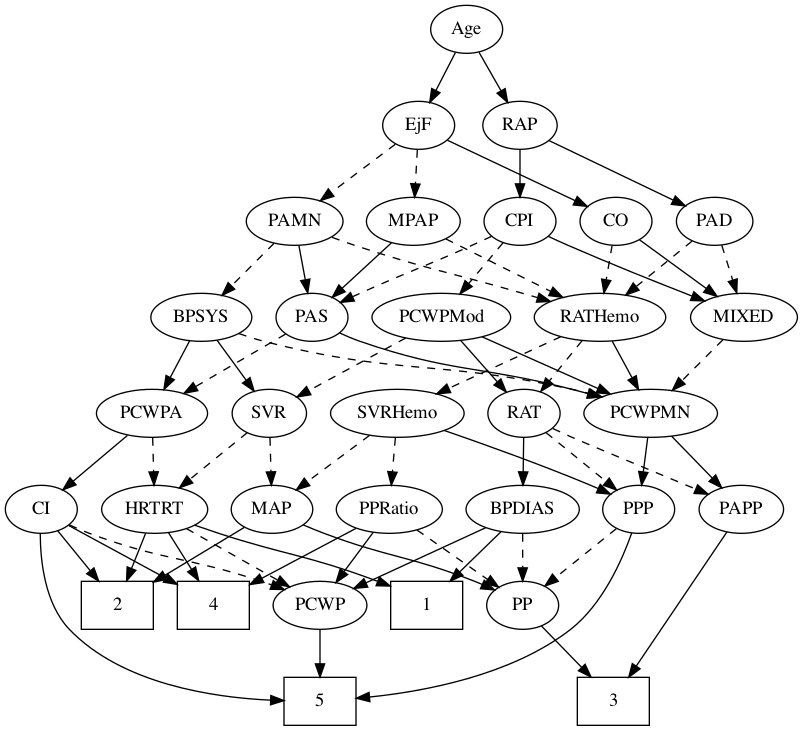 Age
EjF RAP
PAMN MPAP CPI CO PAD
BPSYS PAS PCWPMod RATHemo MIXED
PCWPA SVR SVRHemo RAT PCWPMN
CI HRTRT MAP PPRatio BPDIAS PPP PAPP
2 4 PCWP 1 PP
5 3